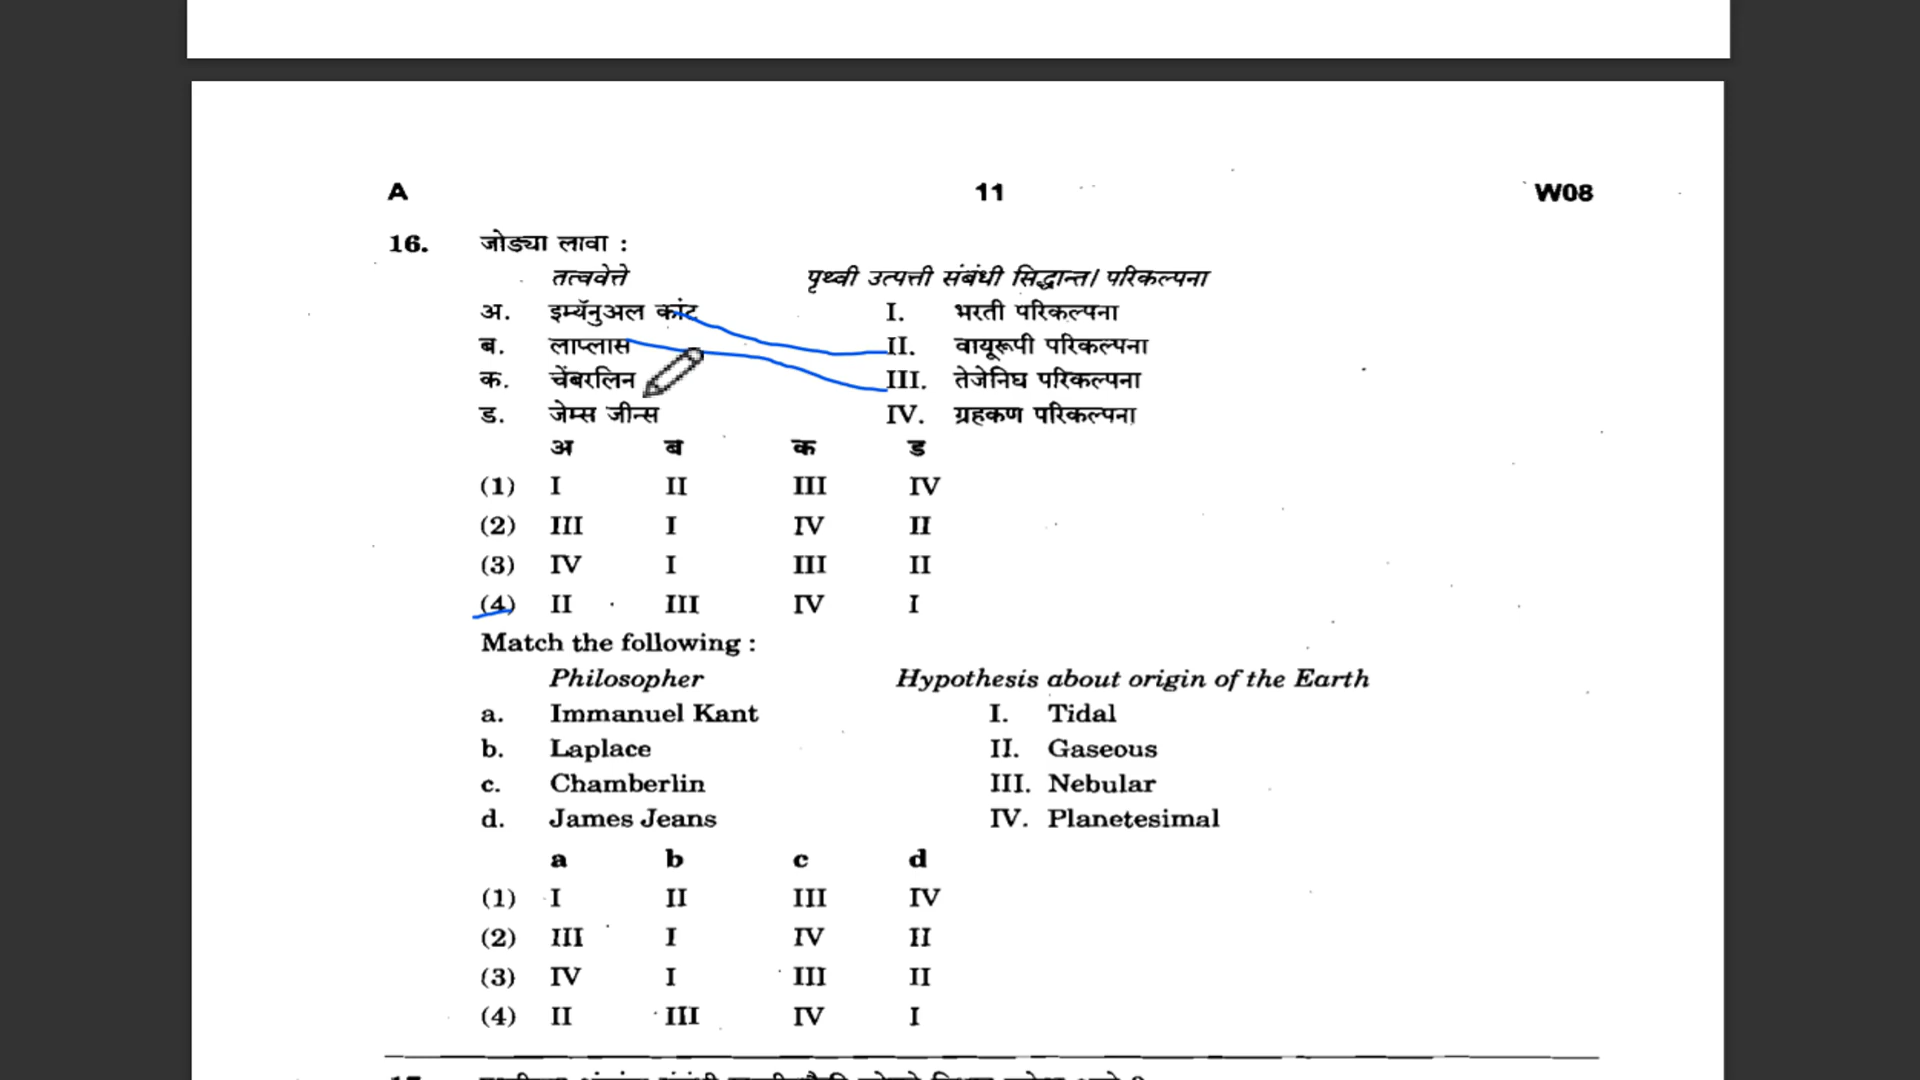 A 11 W08
16. जोड्या लावा :
तत्ववेत्ते पृथ्वी उत्पत्ती संबंधी सिद्धान्त/ परिकल्पना
अ. इम्यॅनुअल कांट I. भरती परिकल्पना
ब. लाप्लास II. वायूरूपी परिकल्पना
क. चेंबरलिन III. तेजेनिघ परिकल्पना
ड. जेम्स जीन्स IV. ग्रहकण परिकल्पना
अ ब क ड
(1) I II III IV
(2) III I IV II
(3) IV I III II
(4) II III IV I
Match the following :
Philosopher Hypothesis about origin of the Earth
a. Immanuel Kant I. Tidal
b. Laplace II. Gaseous
c. Chamberlin III. Nebular
d. James Jeans IV. Planetesimal
a b c d
(1) I II III IV
(2) III I IV II
(3) IV I III II
(4) II III IV I